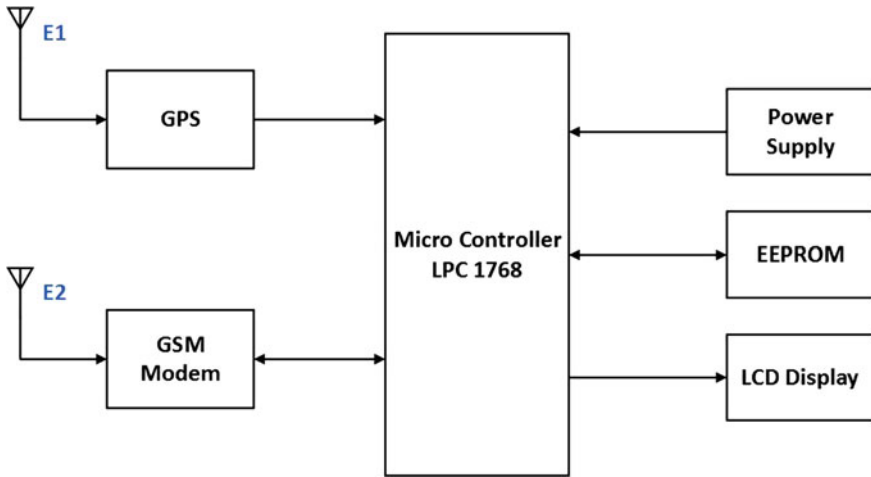 E1
GPS
E2
GSM
Modem
Micro Controller
LPC 1768
Power
Supply
EEPROM
LCD Display